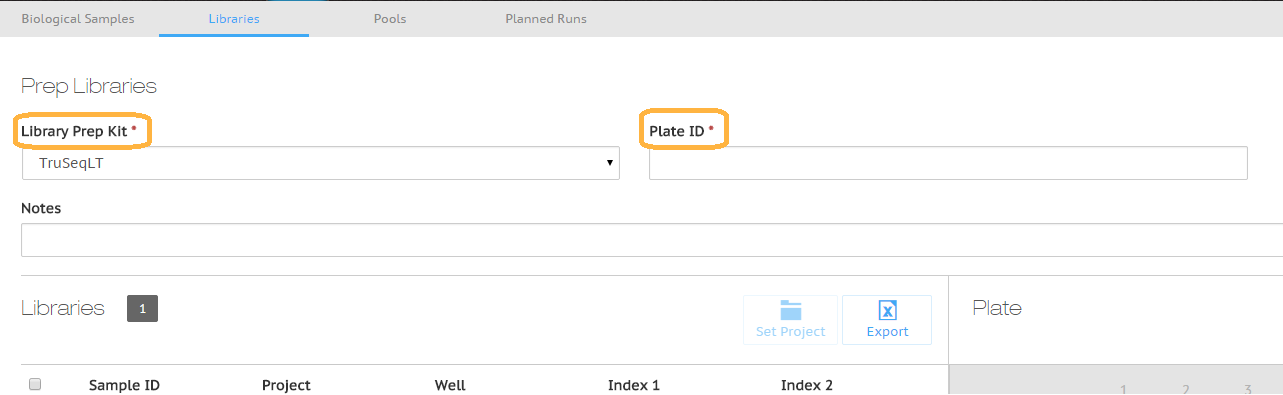 Biological Samples Libraries Pools Planned Runs
Prep Libraries
Library Prep Kit * Plate ID *
TruSeqLT
Notes
Libraries 1 Set Project Export Plate
Sample ID Project Well Index 1 Index 2
1 2 3